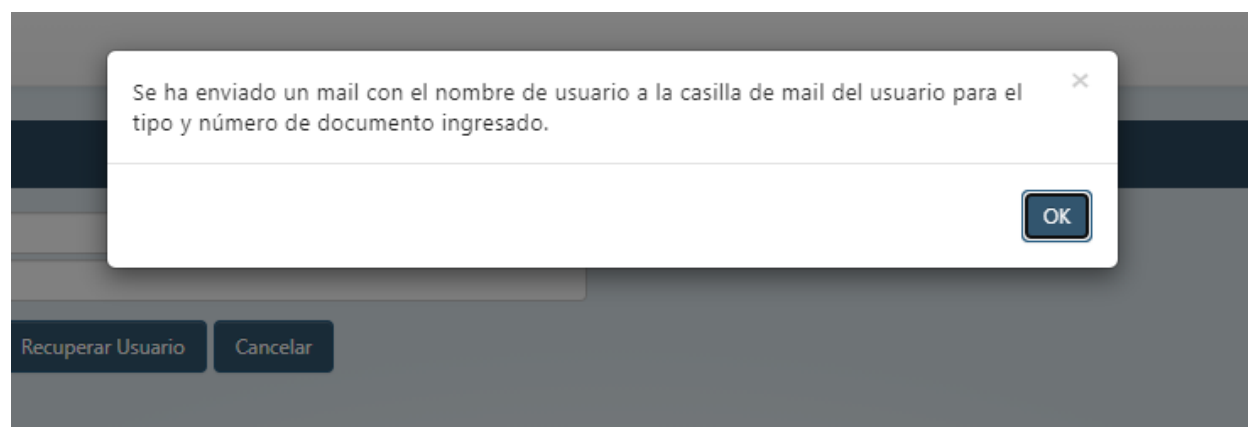 Se ha enviado un mail con el nombre de usuario a la casilla de mail del usuario para el
tipo y número de documento ingresado.
×
OK
Recuperar Usuario
Cancelar